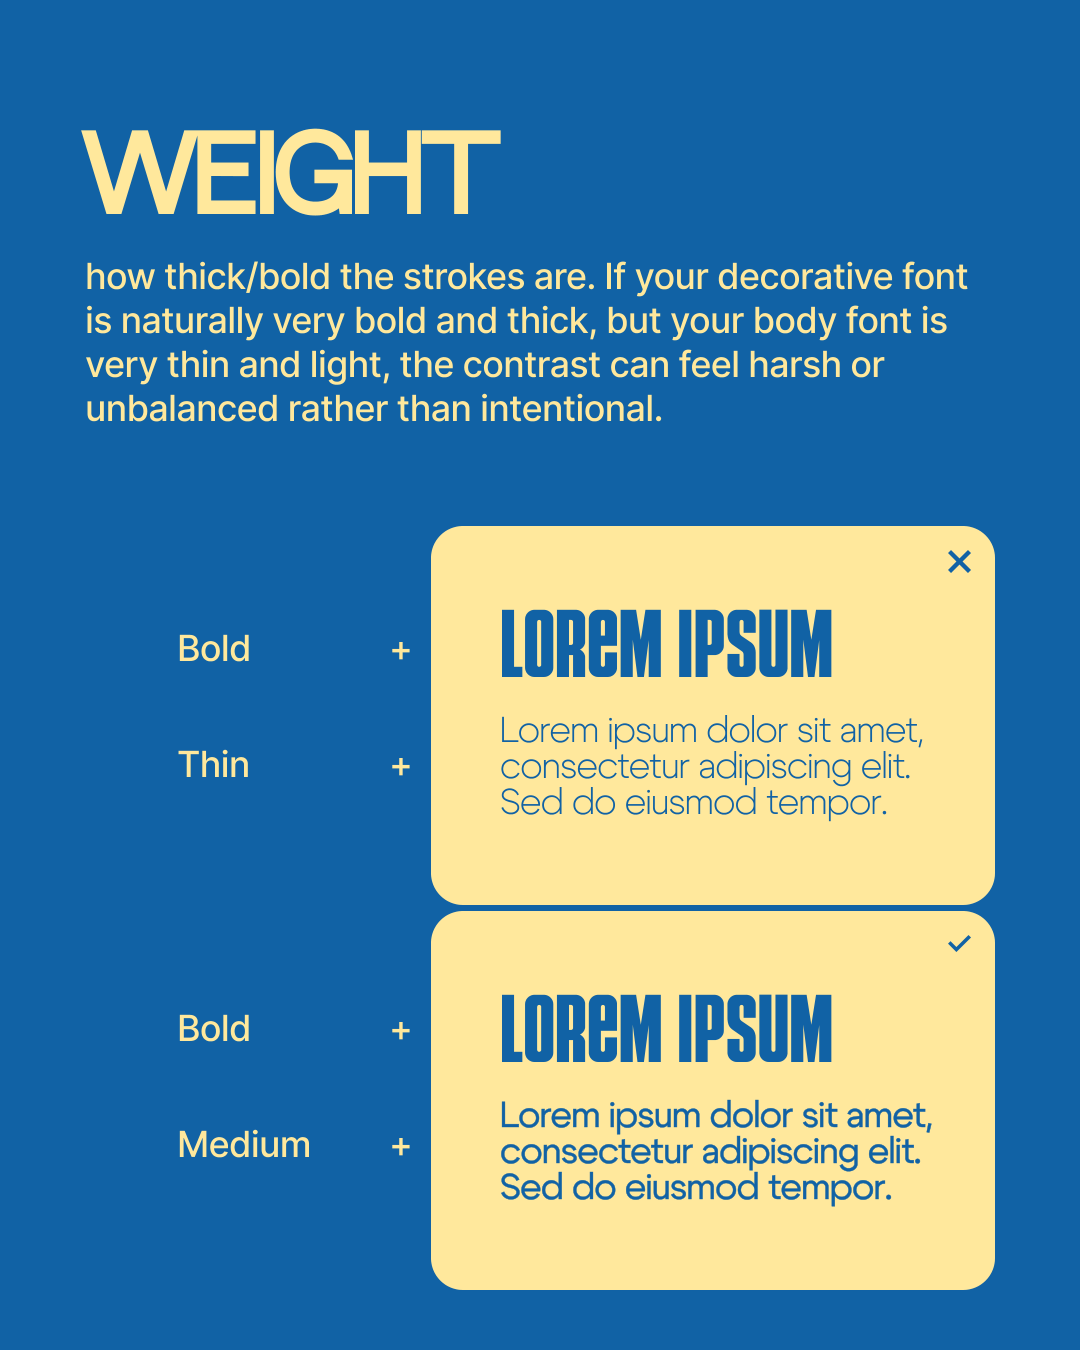 WEIGHT
how thick/bold the strokes are. If your decorative font
is naturally very bold and thick, but your body font is
very thin and light, the contrast can feel harsh or
unbalanced rather than intentional.
Bold +
LOREM IPSUM
Thin +
Lorem ipsum dolor sit amet,
consectetur adipiscing elit.
Sed do eiusmod tempor.
Bold +
LOREM IPSUM
Medium +
Lorem ipsum dolor sit amet,
consectetur adipiscing elit.
Sed do eiusmod tempor.